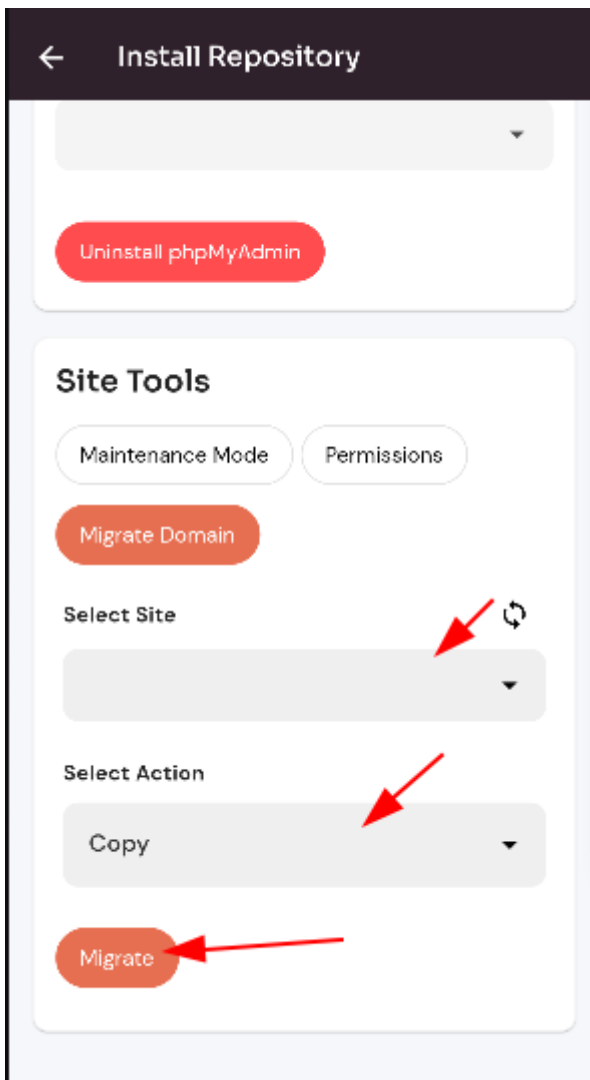 Install Repository
Uninstall phpMyAdmin
Site Tools
Maintenance Mode
Permissions
Migrate Domain
Select Site
Select Action
Copy
Migrate